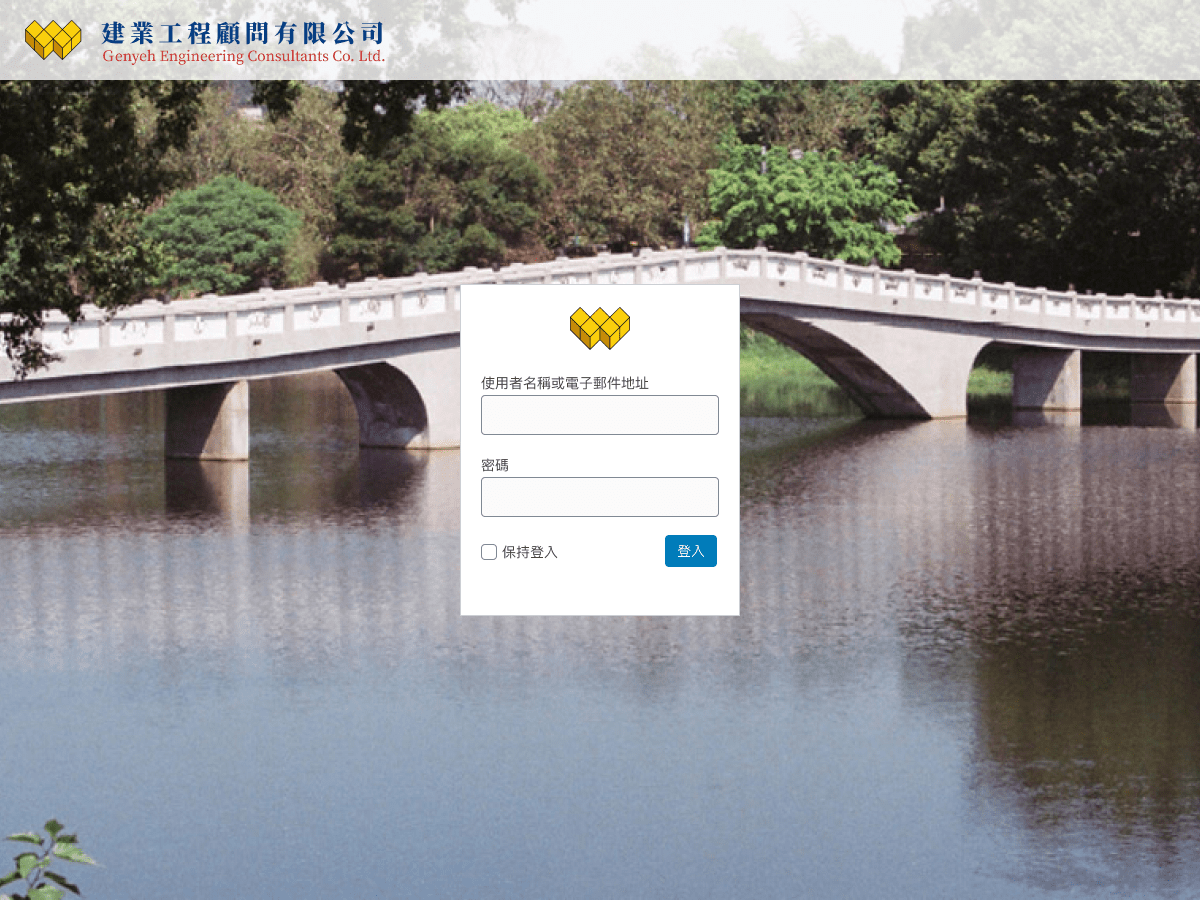 建業工程顧問有限公司
Genyeh Engineering Consultants Co. Ltd.
使用者名稱或電子郵件地址
密碼
保持登入
登入